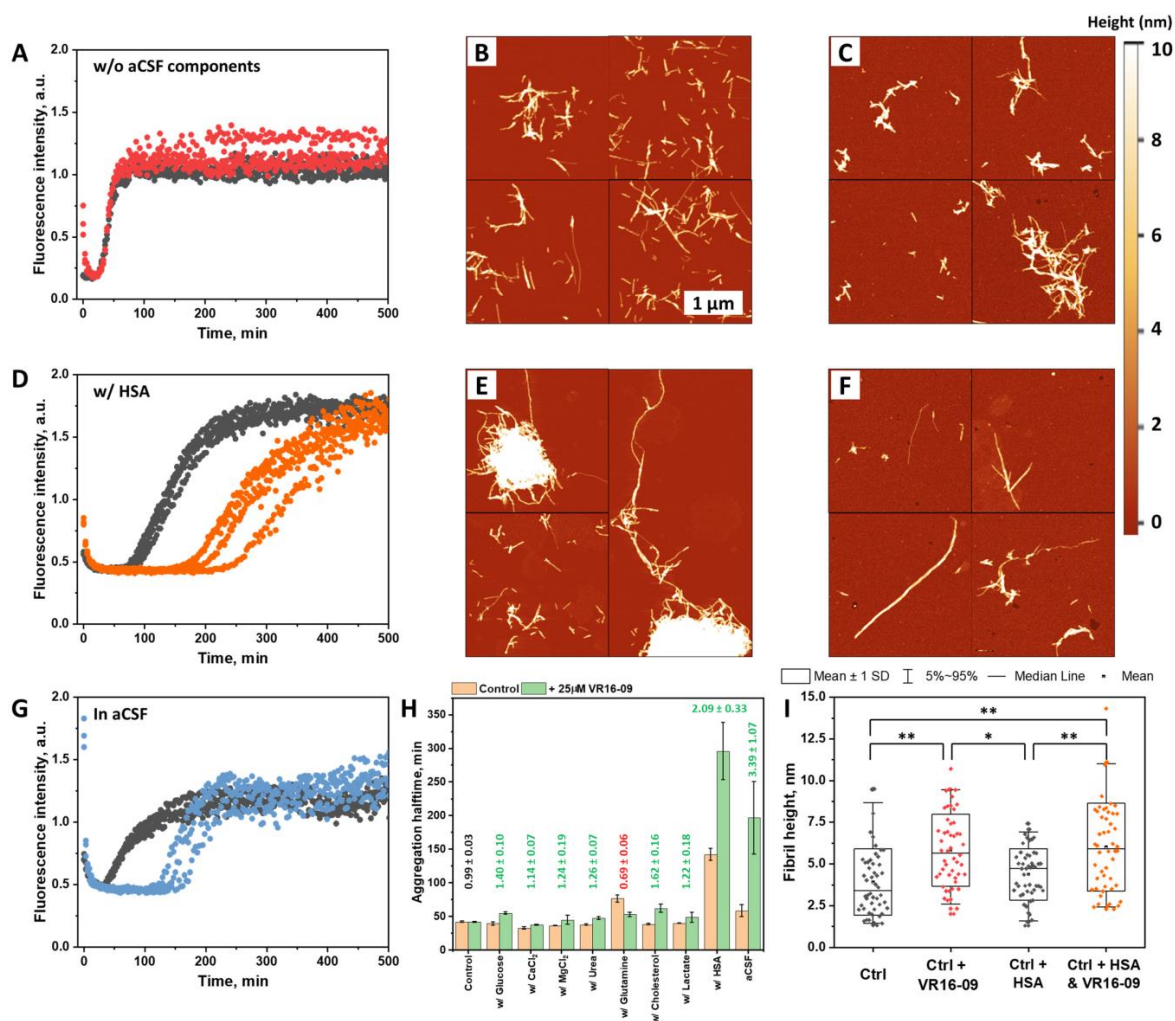 Height (nm)
A
w/o aCSF components
Fluorescence intensity, a.u.
2.0
1.5
1.0
0.5
0.0
0
100
200
300
400
500
Time, min
B
1 µm
C
10
8
6
4
2
0
D
w/ HSA
Fluorescence intensity, a.u.
2.0
1.5
1.0
0.5
0.0
0
100
200
300
400
500
Time, min
E
F
G
In aCSF
Fluorescence intensity, a.u.
2.0
1.5
1.0
0.5
0.0
0
100
200
300
400
500
Time, min
H
Control
+ 25µM VR16-09
Aggregation halftime, min
350
300
250
200
150
100
50
0
0.99 ± 0.03
1.40 ± 0.10
1.14 ± 0.07
1.24 ± 0.19
1.26 ± 0.07
0.69 ± 0.06
1.62 ± 0.16
1.22 ± 0.18
2.09 ± 0.33
3.39 ± 1.07
Control
w/ Glucose
w/ CaCl₂
w/ MgCl₂
w/ Urea
w/ Glutamine
w/ Cholesterol
w/ Lactate
w/ HSA
aCSF
Mean ± 1 SD
5%~95%
Median Line
Mean
I
Fibril height, nm
15.0
12.5
10.0
7.5
5.0
2.5
0.0
**
**
*
**
Ctrl
Ctrl +
VR16-09
Ctrl +
HSA
Ctrl + HSA
& VR16-09